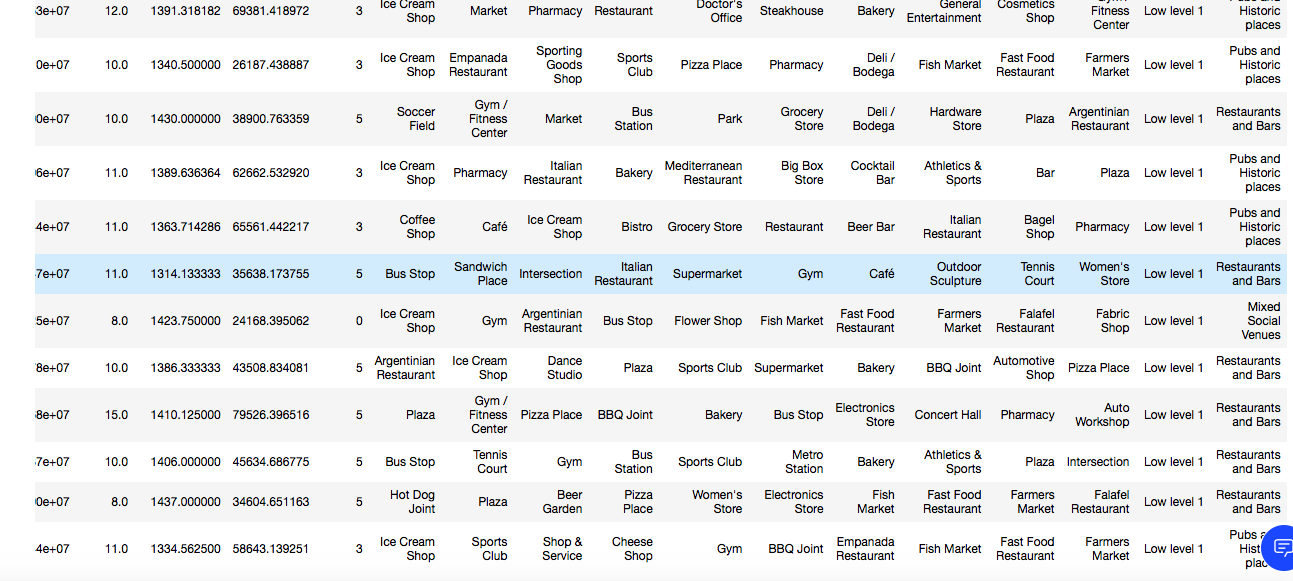 3e+07 12.0 1391.318182 69381.418972 3 Ice Cream Shop Market Pharmacy Restaurant Doctor's Office Steakhouse Bakery General Entertainment Cosmetics Shop Fitness Center Low level 1 Historic places
0e+07 10.0 1340.500000 26187.438887 3 Ice Cream Shop Empanada Restaurant Sporting Goods Shop Sports Club Pizza Place Pharmacy Deli / Bodega Fish Market Fast Food Restaurant Farmers Market Low level 1 Pubs and Historic places
0e+07 10.0 1430.000000 38900.763359 5 Soccer Field Gym / Fitness Center Market Bus Station Park Grocery Store Deli / Bodega Hardware Store Plaza Argentinian Restaurant Low level 1 Restaurants and Bars
6e+07 11.0 1389.636364 62662.532920 3 Ice Cream Shop Pharmacy Italian Restaurant Bakery Mediterranean Restaurant Big Box Store Cocktail Bar Athletics & Sports Bar Plaza Low level 1 Pubs and Historic places
4e+07 11.0 1363.714286 65561.442217 3 Coffee Shop Café Ice Cream Shop Bistro Grocery Store Restaurant Beer Bar Italian Restaurant Bagel Shop Pharmacy Low level 1 Pubs and Historic places
7e+07 11.0 1314.133333 35638.173755 5 Bus Stop Sandwich Place Intersection Italian Restaurant Supermarket Gym Café Outdoor Sculpture Tennis Court Women's Store Low level 1 Restaurants and Bars
5e+07 8.0 1423.750000 24168.395062 0 Ice Cream Shop Gym Argentinian Restaurant Bus Stop Flower Shop Fish Market Fast Food Restaurant Farmers Market Falafel Restaurant Fabric Shop Low level 1 Mixed Social Venues
8e+07 10.0 1386.333333 43508.834081 5 Argentinian Restaurant Ice Cream Shop Dance Studio Plaza Sports Club Supermarket Bakery BBQ Joint Automotive Shop Pizza Place Low level 1 Restaurants and Bars
8e+07 15.0 1410.125000 79526.396516 5 Plaza Gym / Fitness Center Pizza Place BBQ Joint Bakery Bus Stop Electronics Store Concert Hall Pharmacy Auto Workshop Low level 1 Restaurants and Bars
7e+07 10.0 1406.000000 45634.686775 5 Bus Stop Tennis Court Gym Bus Station Sports Club Metro Station Bakery Athletics & Sports Plaza Intersection Low level 1 Restaurants and Bars
0e+07 8.0 1437.000000 34604.651163 5 Hot Dog Joint Plaza Beer Garden Pizza Place Women's Store Electronics Store Fish Market Fast Food Restaurant Farmers Market Falafel Restaurant Low level 1 Restaurants and Bars
4e+07 11.0 1334.562500 58643.139251 3 Ice Cream Shop Sports Club Shop & Service Cheese Shop Gym BBQ Joint Empanada Restaurant Fish Market Fast Food Restaurant Farmers Market Low level 1 Pubs